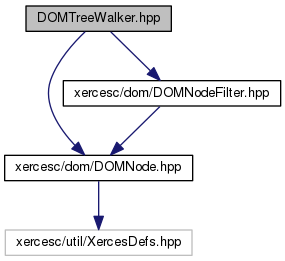 DOMTreeWalker.hpp
xercesc/dom/DOMNodeFilter.hpp
xercesc/dom/DOMNode.hpp
xercesc/util/XercesDefs.hpp